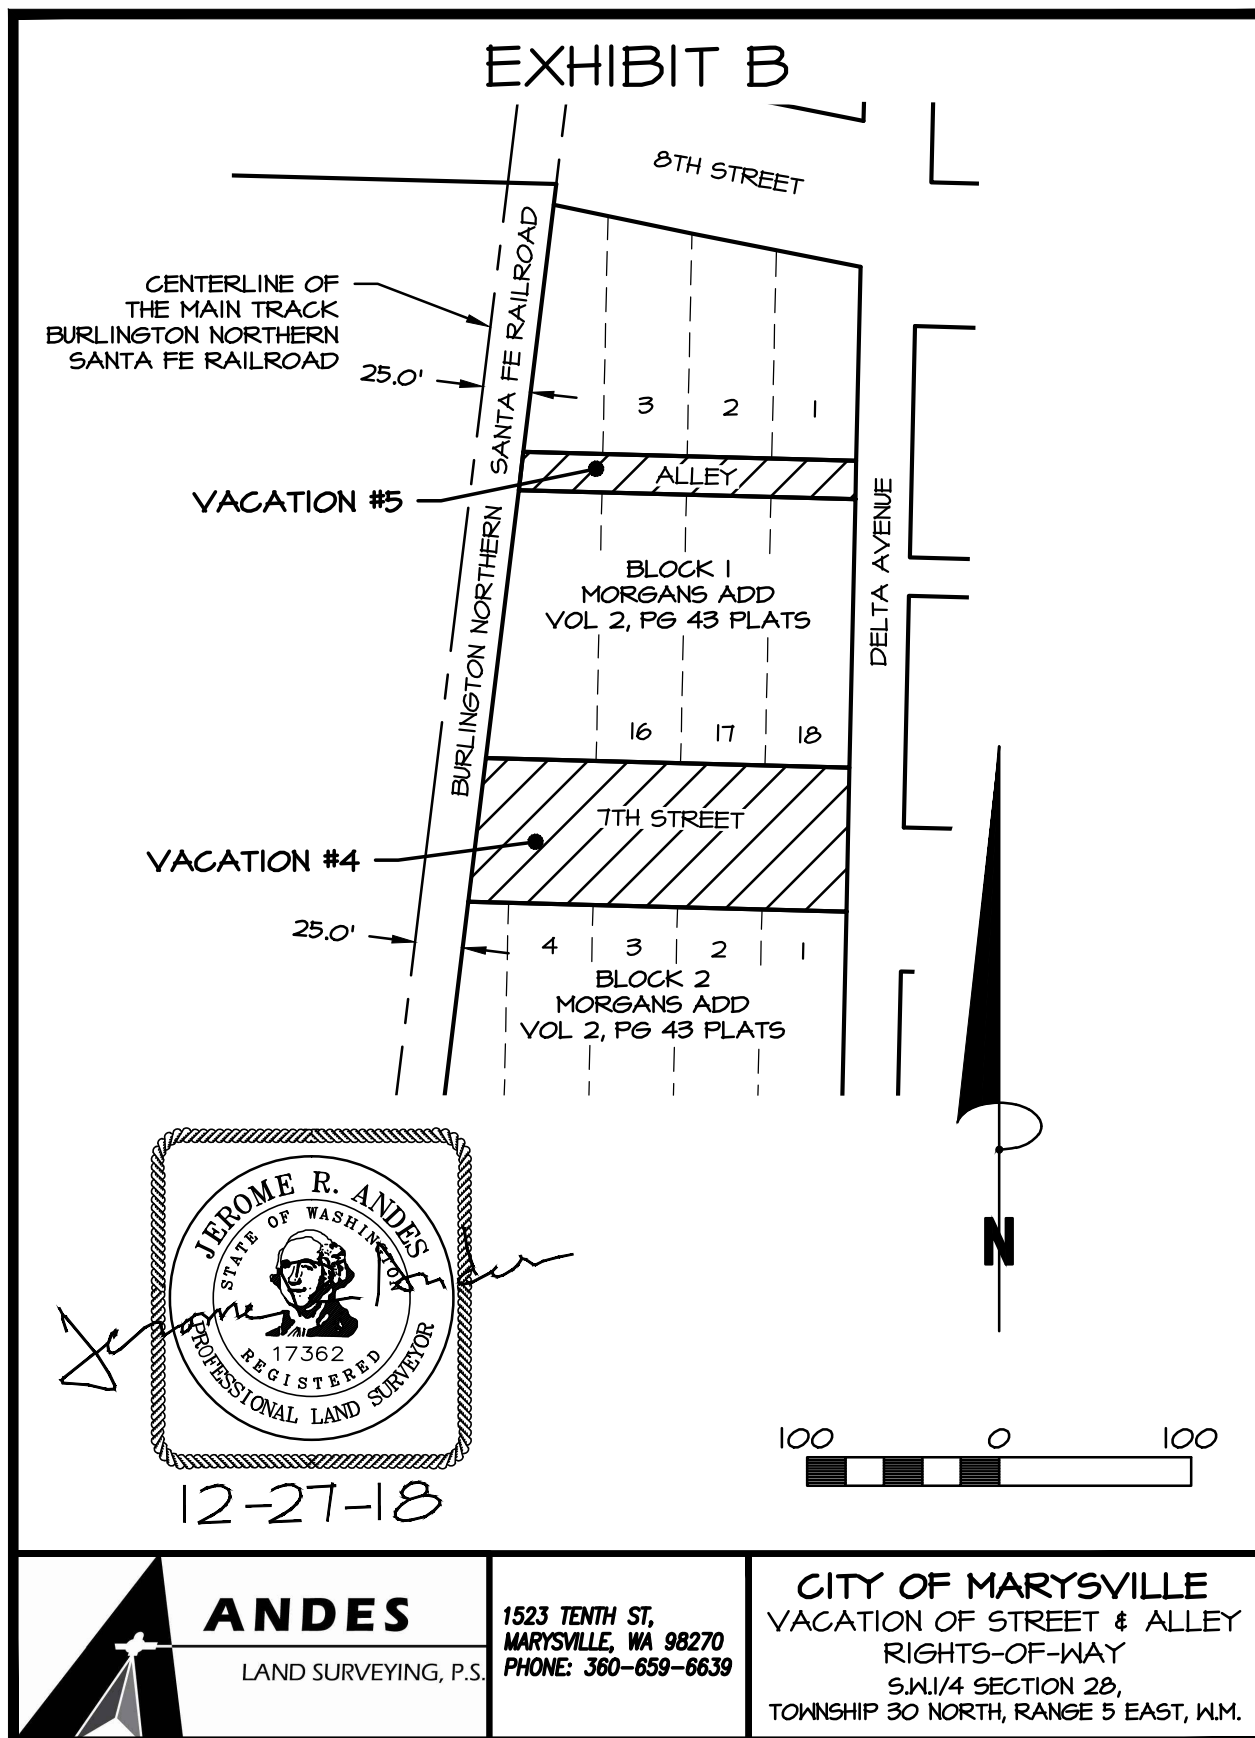 EXHIBIT B
8TH STREET
CENTERLINE OF
THE MAIN TRACK
BURLINGTON NORTHERN
SANTA FE RAILROAD
25.0'
BURLINGTON NORTHERN SANTA FE RAILROAD
3 2 1
ALLEY
VACATION #5
DELTA AVENUE
BLOCK 1
MORGANS ADD
VOL 2, PG 43 PLATS
16 17 18
7TH STREET
VACATION #4
25.0'
4 3 2 1
BLOCK 2
MORGANS ADD
VOL 2, PG 43 PLATS
N
JEROME R. ANDES
STATE OF WASHINGTON
17362
REGISTERED
PROFESSIONAL LAND SURVEYOR
Jerome Andes
12-27-18
100 0 100
ANDES
LAND SURVEYING, P.S.
1523 TENTH ST,
MARYSVILLE, WA 98270
PHONE: 360-659-6639
CITY OF MARYSVILLE
VACATION OF STREET & ALLEY
RIGHTS-OF-WAY
S.W.1/4 SECTION 28,
TOWNSHIP 30 NORTH, RANGE 5 EAST, W.M.